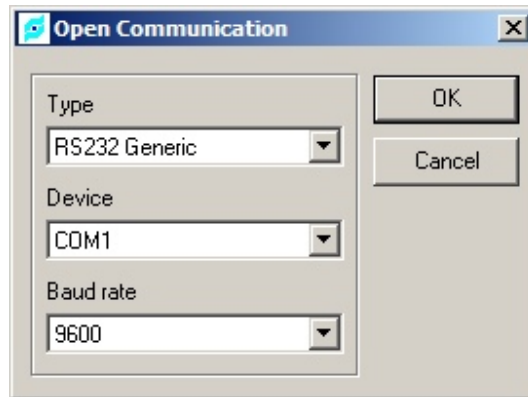 Open Communication
Type
RS232 Generic
Device
COM1
Baud rate
9600
OK
Cancel